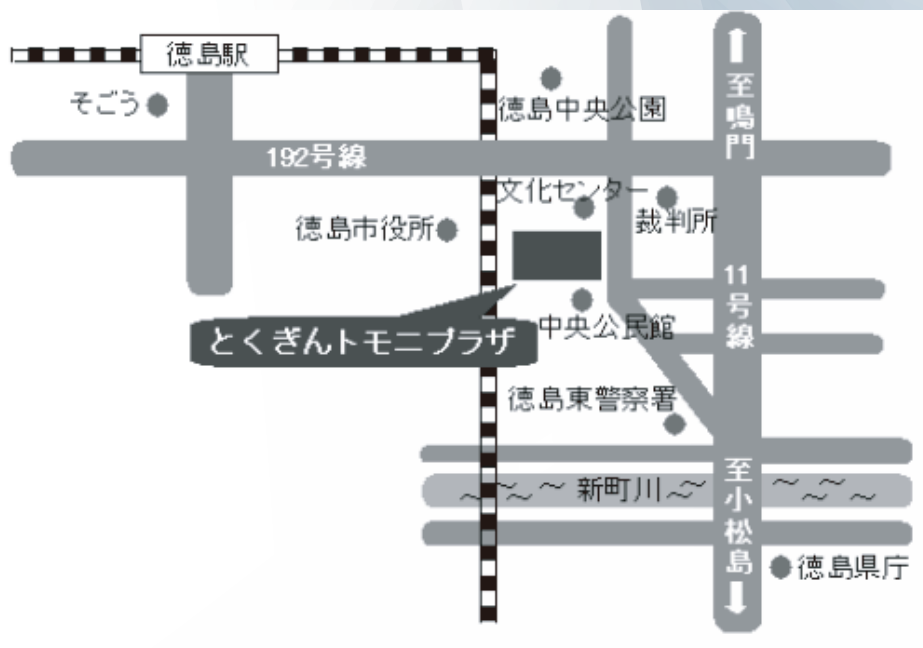 徳島駅
そごう
徳島中央公園
至鳴門
192号線
文化センター
裁判所
徳島市役所
11号線
中央公民館
とくぎんトモニプラザ
徳島東警察署
新町川
至小松島
徳島県庁